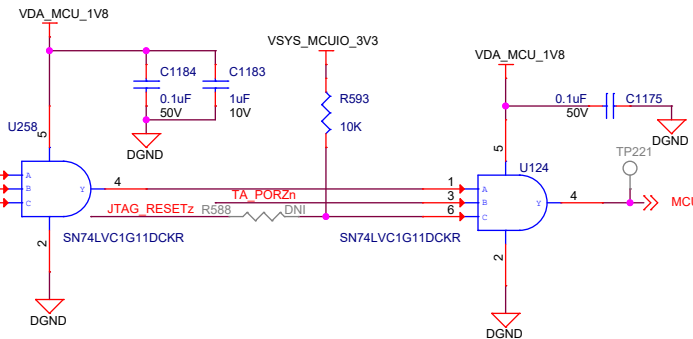 VDA_MCU_1V8
VSYS_MCUIO_3V3
VDA_MCU_1V8
C1184
C1183
0.1uF
50V
1uF
10V
R593
10K
0.1uF
50V
C1175
U258
5
DGND
DGND
TP221
5
U124
A
B
C
Y
4
1
3
6
TA_PORZn
A
B
C
Y
4
MCU
JTAG_RESETz
R588
DNI
2
SN74LVC1G11DCKR
SN74LVC1G11DCKR
2
DGND
DGND